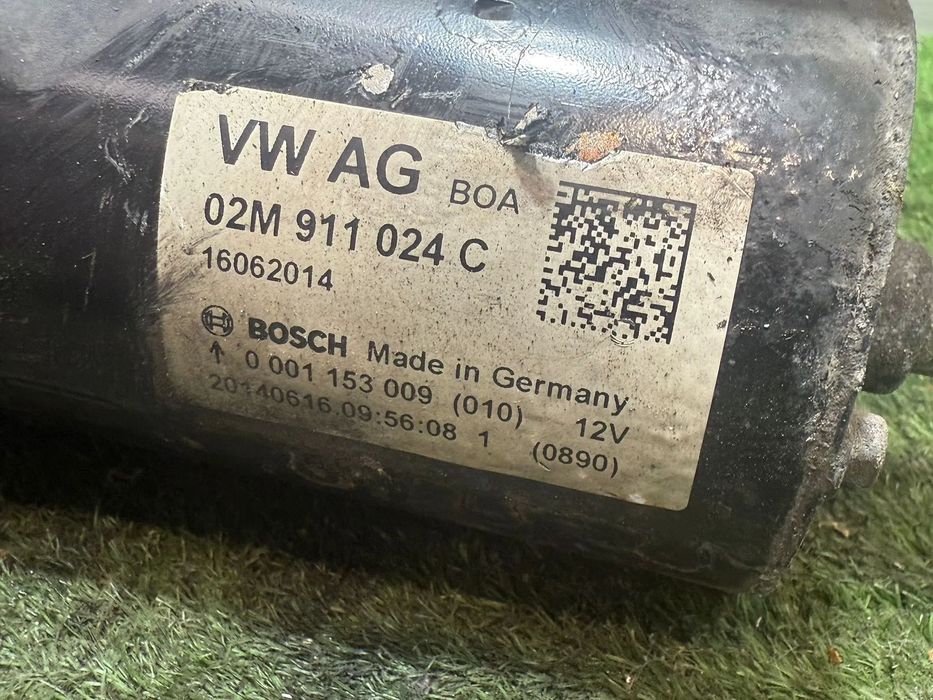 VW AG BOA
02M 911 024 C
16062014
BOSCH Made in Germany
↑ 0 001 153 009 (010) 12V
20140616.09:56:08 1 (0890)